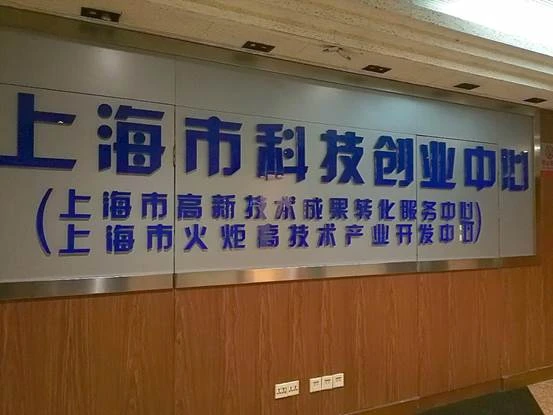 上海市科技创业中心
(上海市高新技术成果转化服务中心)
(上海市火炬高技术产业开发中心)